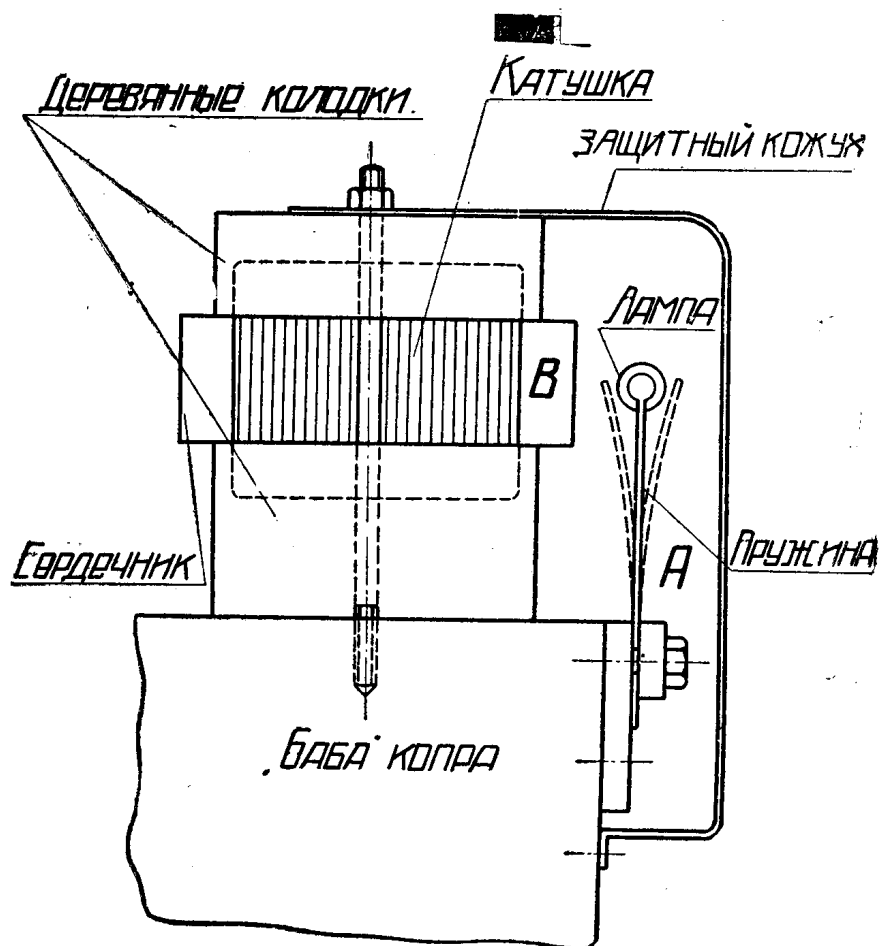 Деревянные колодки.
Катушка
защитный кожух
Лампа
В
Пружина
А
Сердечник
"Баба" копра